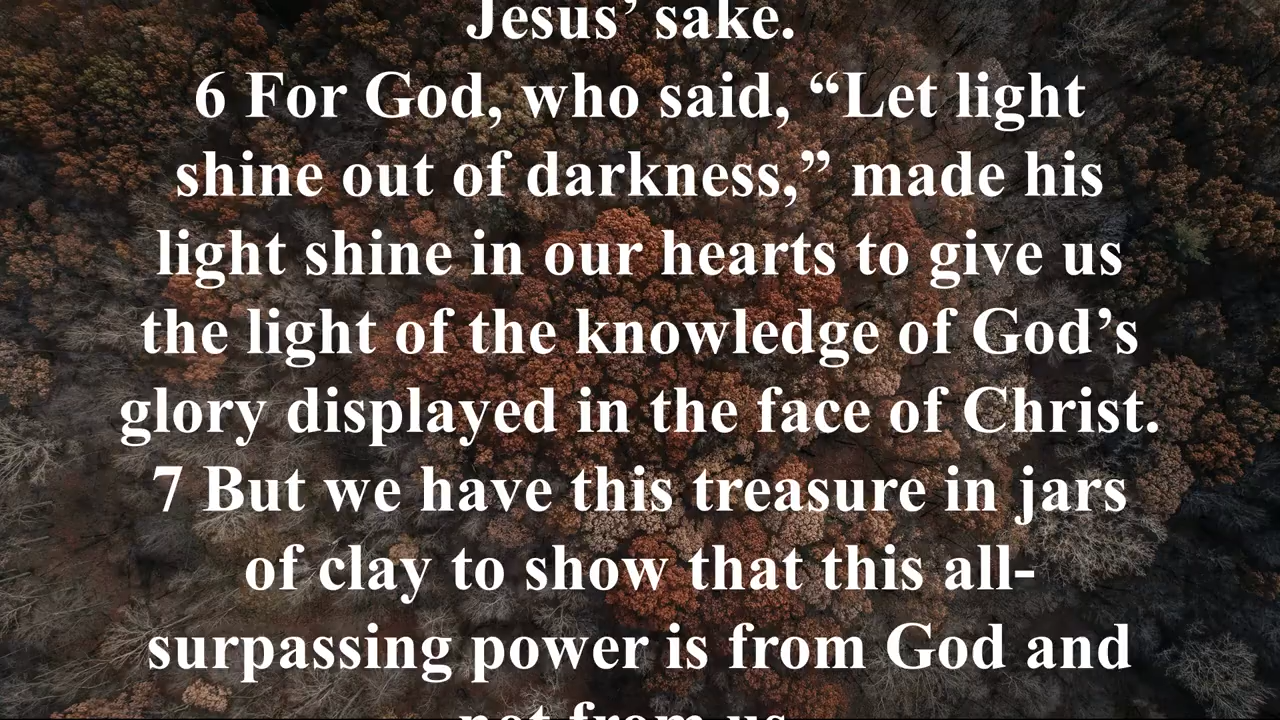 Jesus’ sake.
6 For God, who said, “Let light
shine out of darkness,” made his
light shine in our hearts to give us
the light of the knowledge of God’s
glory displayed in the face of Christ.
7 But we have this treasure in jars
of clay to show that this all-
surpassing power is from God and
not from us